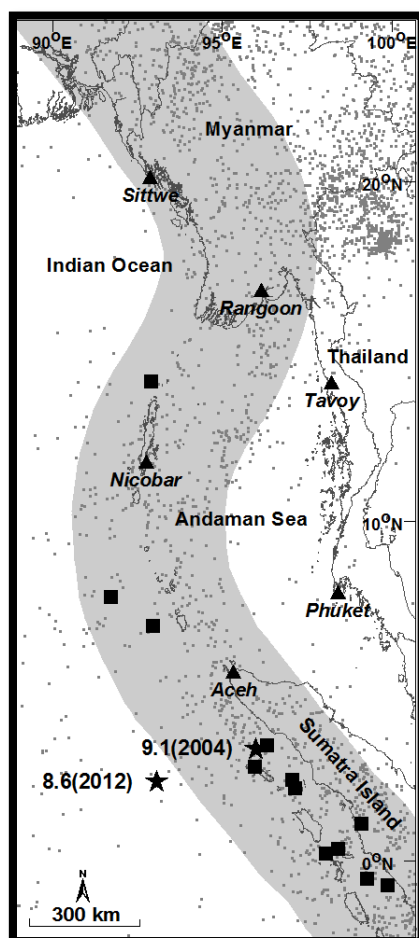 90°E 95°E 100°E
Myanmar
20°N
Sittwe
Indian Ocean
Rangoon
Thailand
Tavoy
Nicobar
Andaman Sea
10°N
Phuket
Aceh
Sumatra Island
9.1(2004)
8.6(2012)
0°N
N
300 km